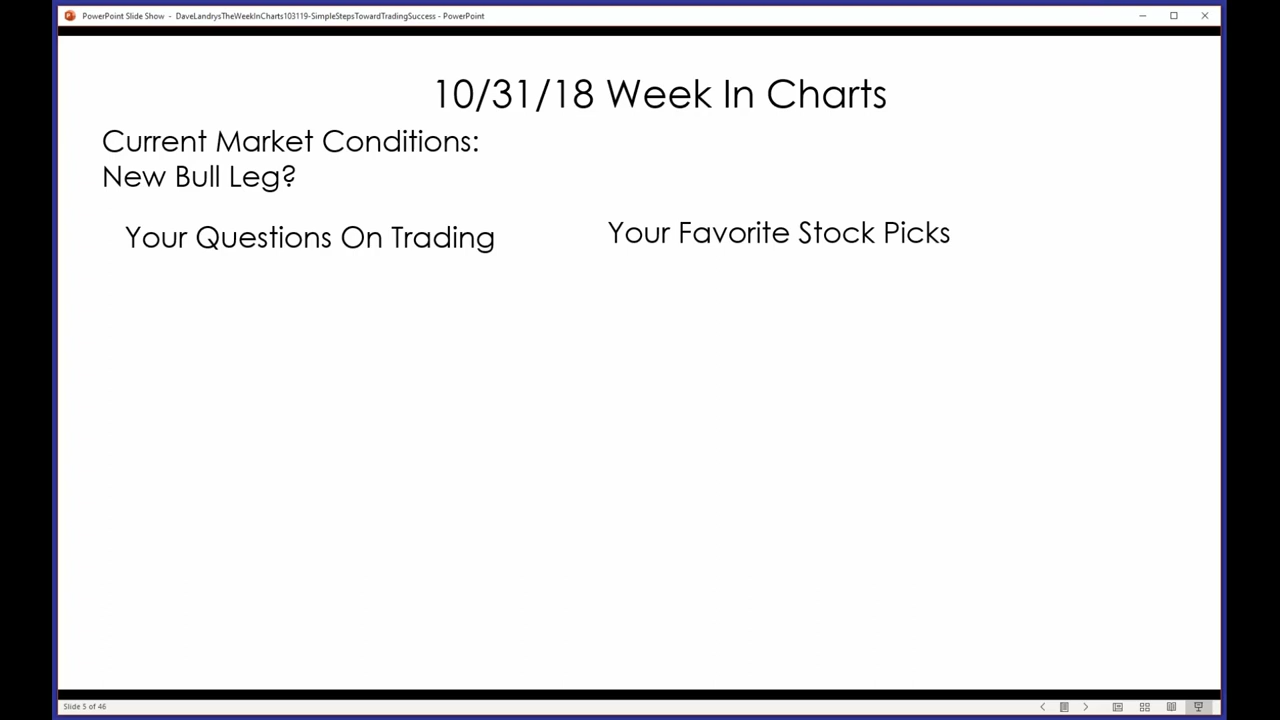 PowerPoint Slide Show - DaveLandrysTheWeekInCharts103119-SimpleStepsTowardTradingSuccess - PowerPoint
10/31/18 Week In Charts
Current Market Conditions:
New Bull Leg?
Your Questions On Trading
Your Favorite Stock Picks
Slide 5 of 46